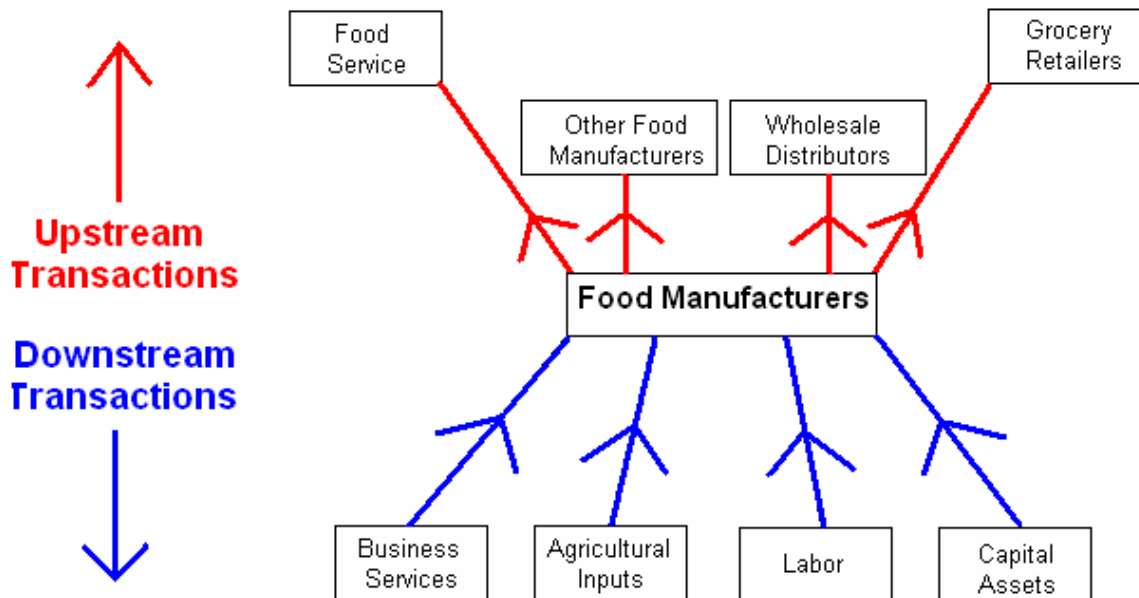 Food
Service
Grocery
Retailers
Other Food
Manufacturers
Wholesale
Distributors
Upstream
Transactions
Food Manufacturers
Downstream
Transactions
Business
Services
Agricultural
Inputs
Labor
Capital
Assets